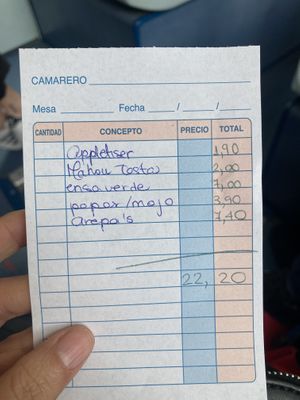 CAMARERO
Mesa Fecha / /
CANTIDAD CONCEPTO PRECIO TOTAL
Appletiser 1,90
Mahou Tosta 2,00
ensa verde 7,00
papas/mojo 3,90
arepa's 7,40
22, 20